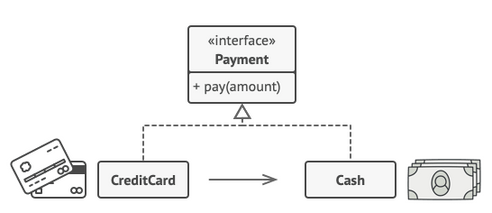 «interface»
Payment
+ pay(amount)
CreditCard
Cash